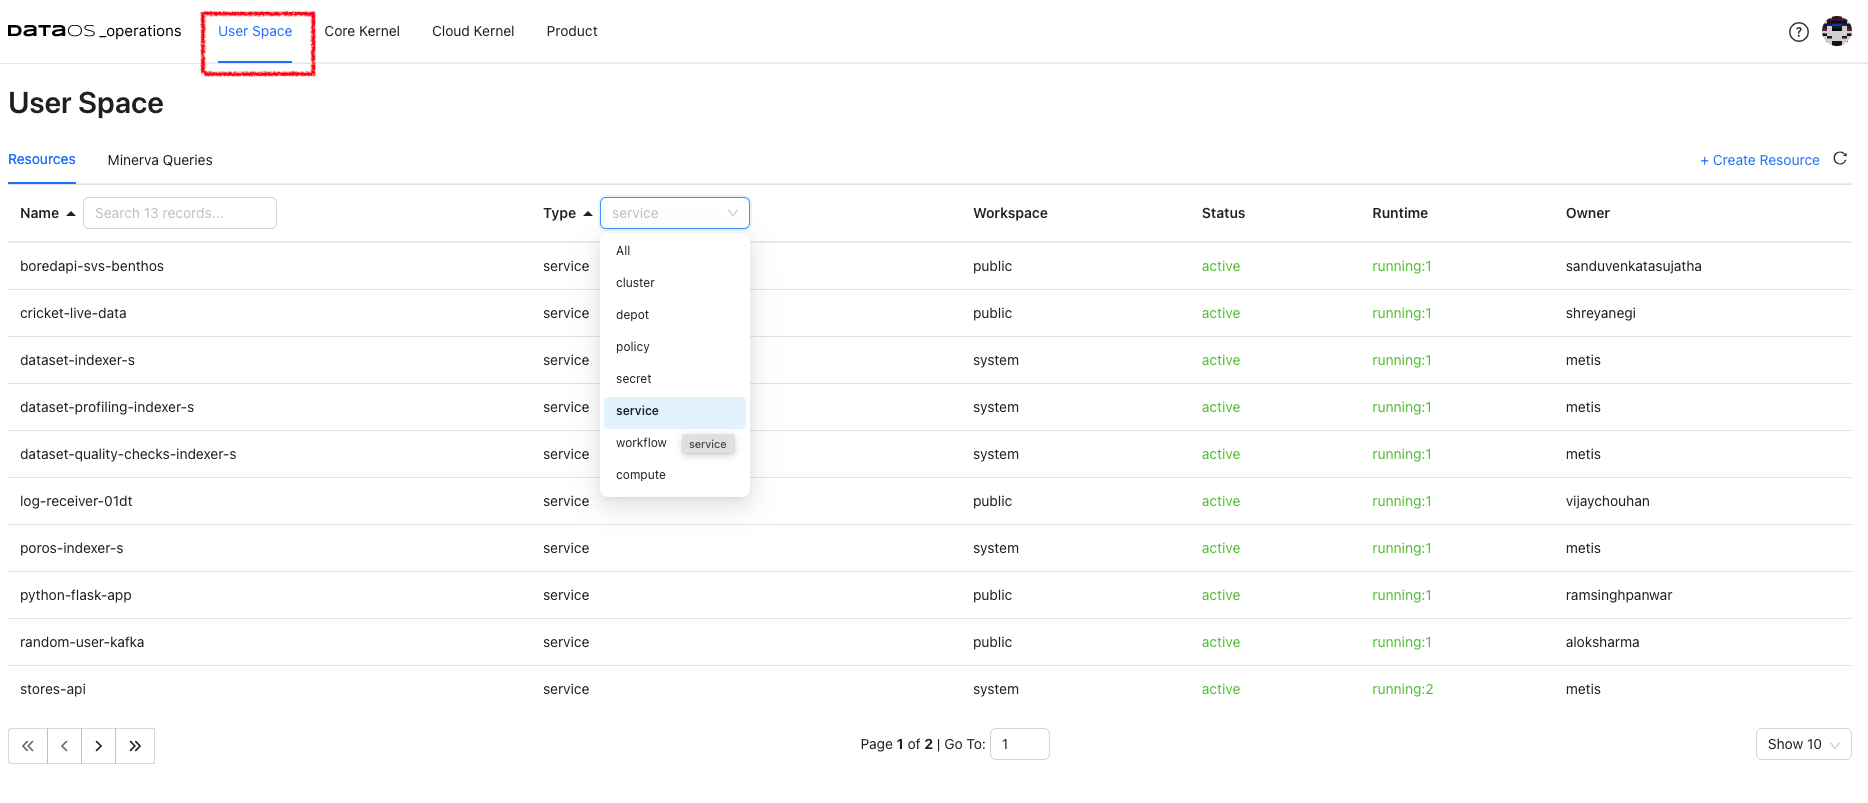 DATAOS _operations User Space Core Kernel Cloud Kernel Product ?
User Space
Resources Minerva Queries + Create Resource
Name Search 13 records... Type service Workspace Status Runtime Owner
All
boredapi-svs-benthos service public active running:1 sanduvenkatasujatha
cluster
cricket-live-data service depot public active running:1 shreyanegi
policy
dataset-indexer-s service system active running:1 metis
secret
dataset-profiling-indexer-s service service system active running:1 metis
workflow service
dataset-quality-checks-indexer-s service system active running:1 metis
compute
log-receiver-01dt service public active running:1 vijaychouhan
poros-indexer-s service system active running:1 metis
python-flask-app service public active running:1 ramsinghpanwar
random-user-kafka service public active running:1 aloksharma
stores-api service system active running:2 metis
Page 1 of 2 | Go To: 1 Show 10